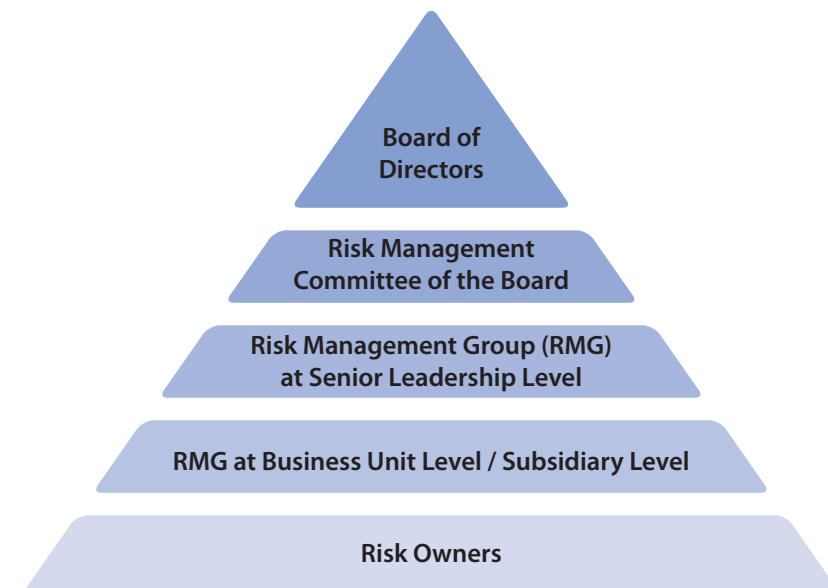 Board of
Directors
Risk Management
Committee of the Board
Risk Management Group (RMG)
at Senior Leadership Level
RMG at Business Unit Level / Subsidiary Level
Risk Owners